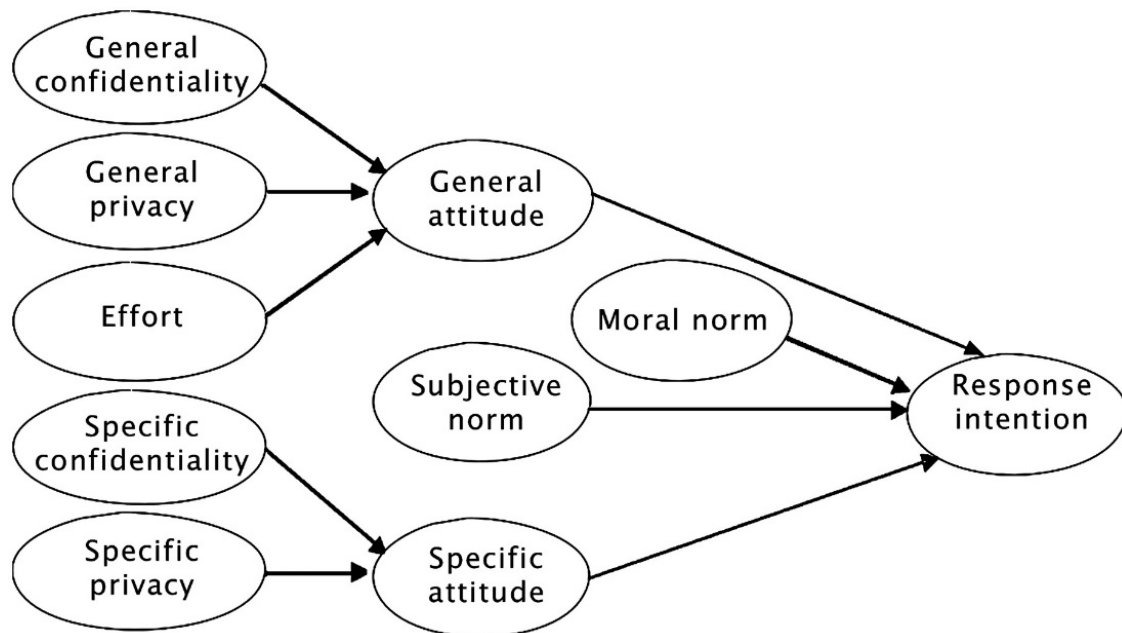 General
confidentiality
General
privacy
Effort
Specific
confidentiality
Specific
privacy
General
attitude
Moral norm
Subjective
norm
Specific
attitude
Response
intention